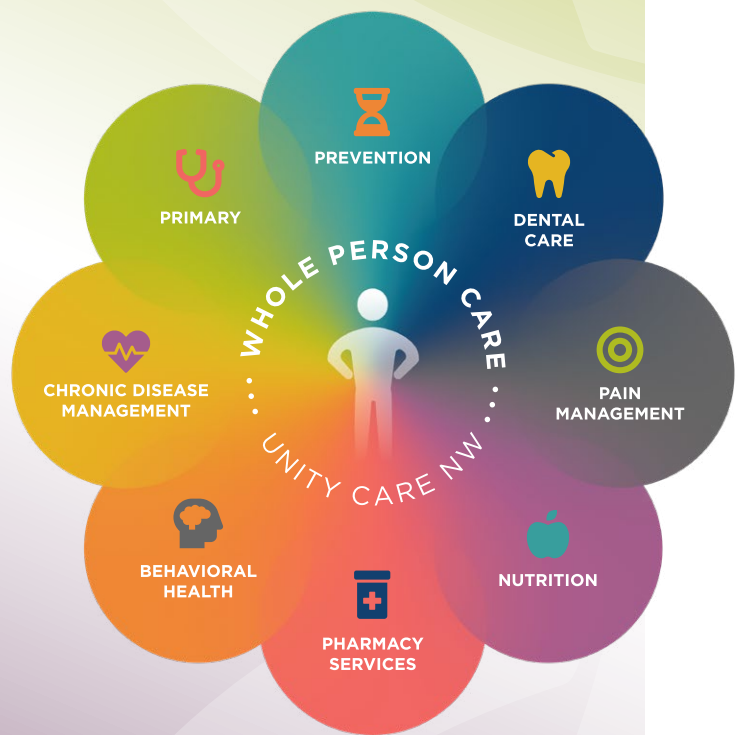 PREVENTION
DENTAL
CARE
PAIN
MANAGEMENT
NUTRITION
PHARMACY
SERVICES
BEHAVIORAL
HEALTH
CHRONIC DISEASE
MANAGEMENT
PRIMARY
WHOLE PERSON CARE
UNITY CARE NW